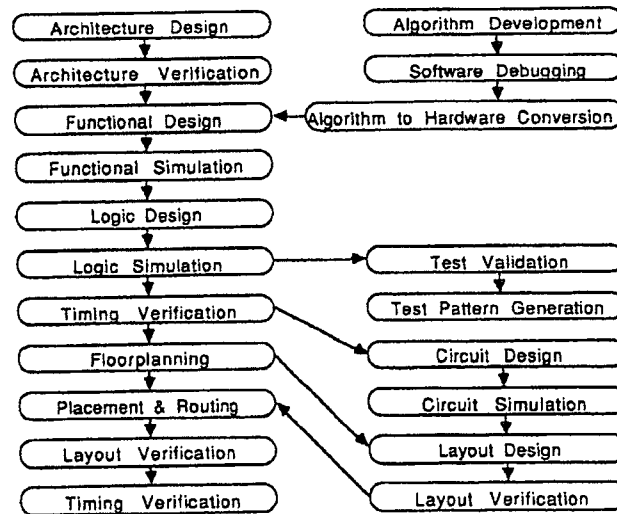 Architecture Design
Architecture Verification
Functional Design
Functional Simulation
Logic Design
Logic Simulation
Timing Verification
Floorplanning
Placement & Routing
Layout Verification
Timing Verification
Algorithm Development
Software Debugging
Algorithm to Hardware Conversion
Test Validation
Test Pattern Generation
Circuit Design
Circuit Simulation
Layout Design
Layout Verification